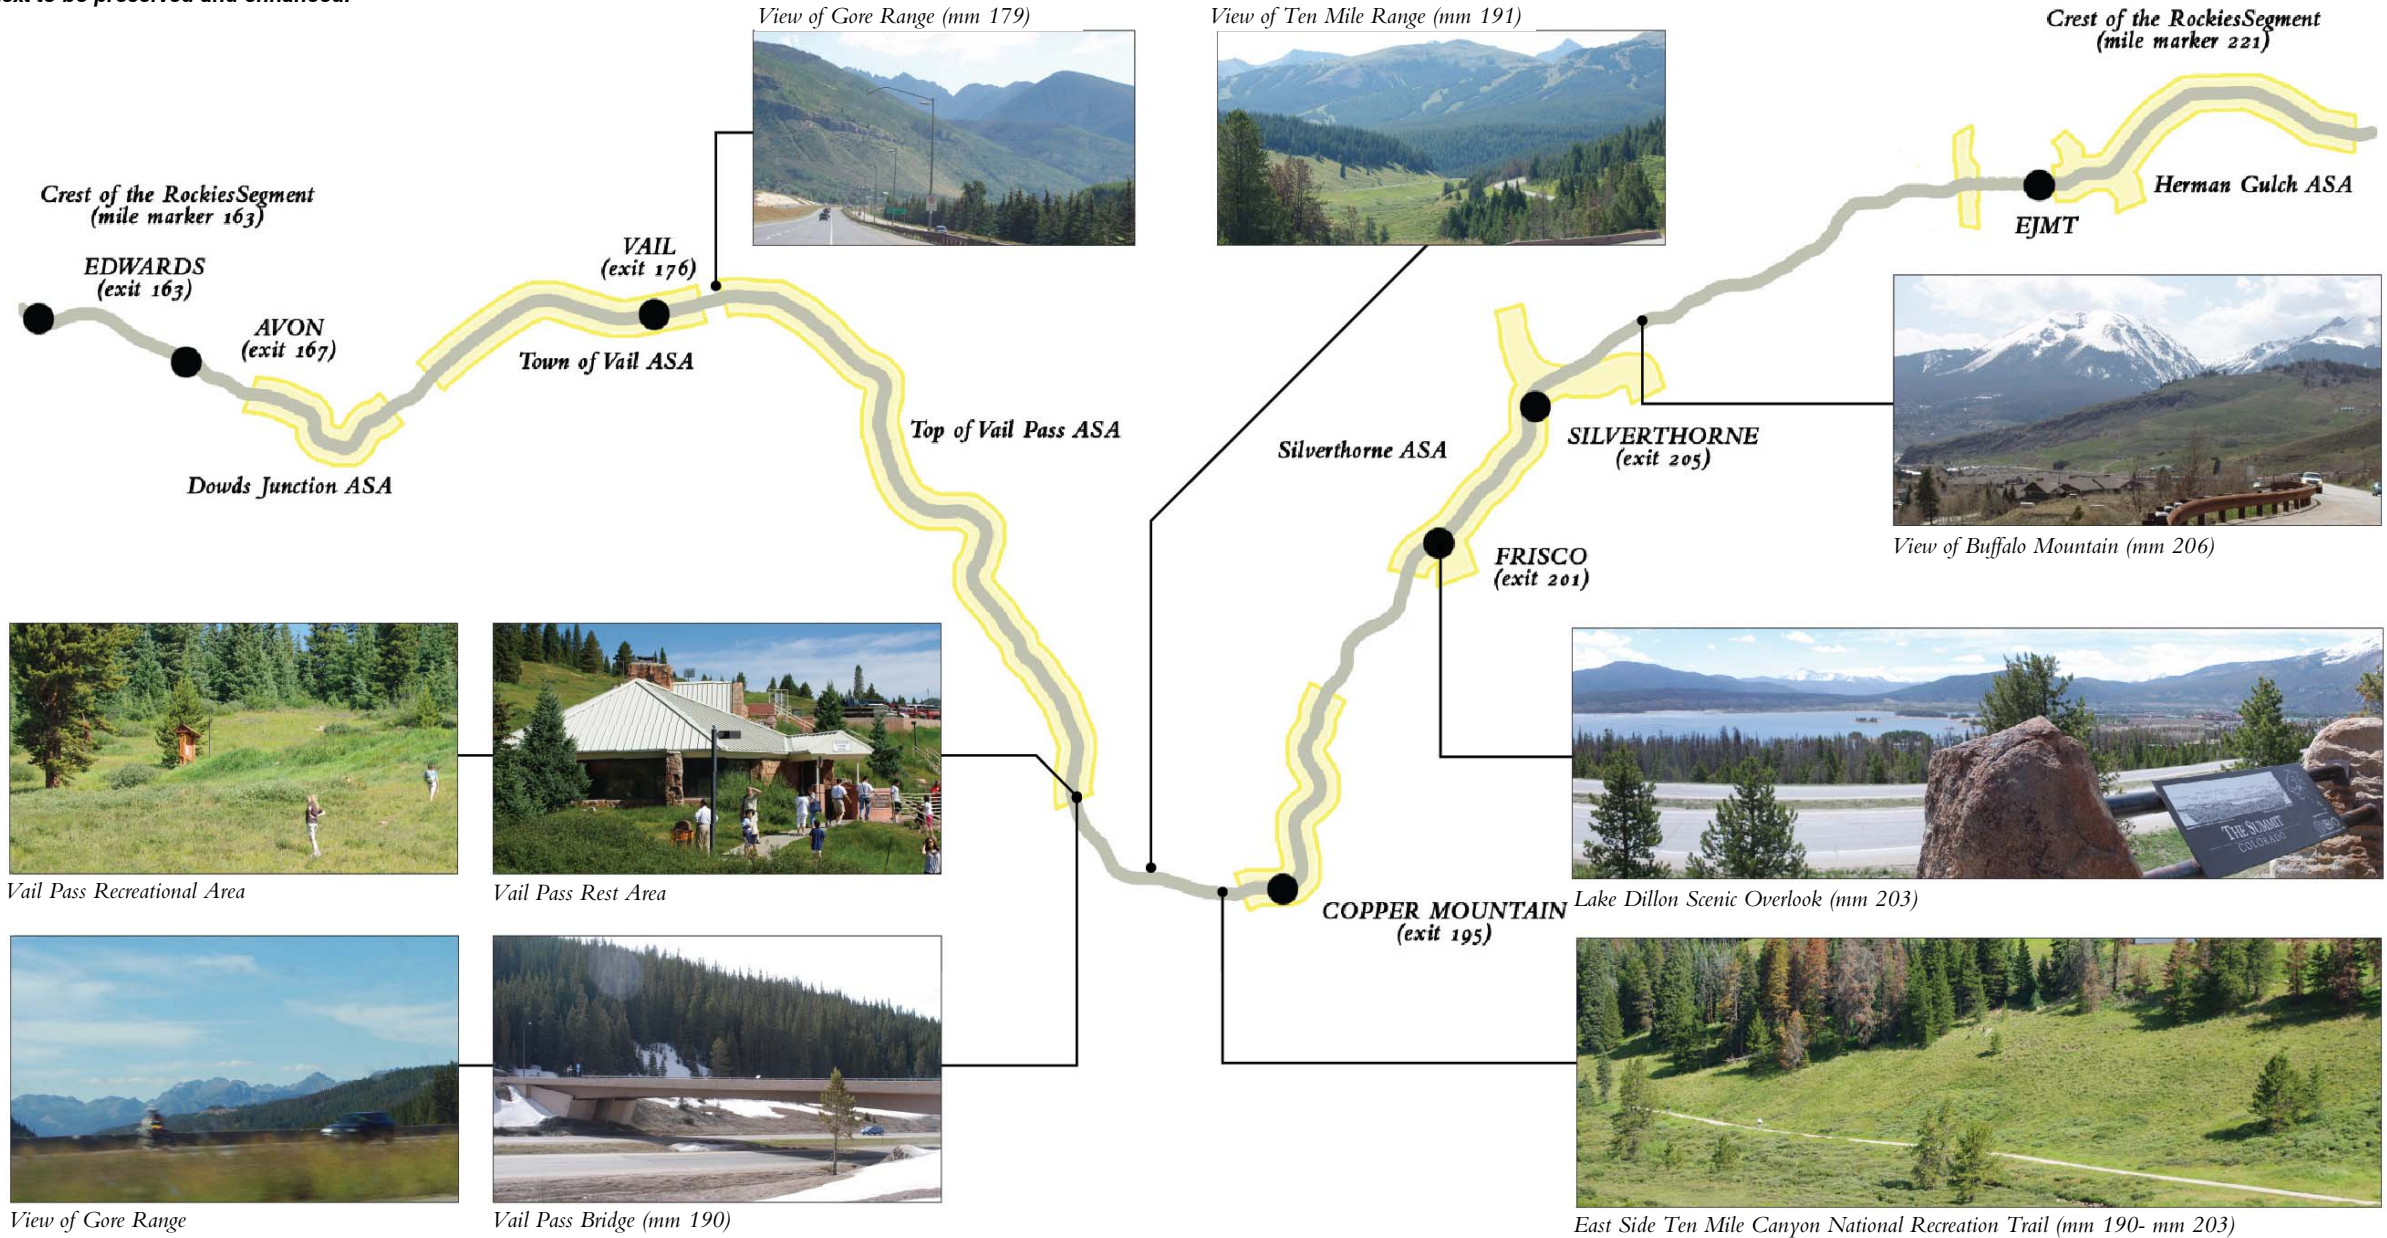 to be preserved and enhanced.
View of Gore Range (mm 179)
View of Ten Mile Range (mm 191)
Crest of the RockiesSegment
(mile marker 221)
Crest of the RockiesSegment
(mile marker 163)
EDWARDS
(exit 163)
AVON
(exit 167)
VAIL
(exit 176)
Herman Gulch ASA
EJMT
Town of Vail ASA
Dowds Junction ASA
Top of Vail Pass ASA
Silverthorne ASA
SILVERTHORNE
(exit 205)
View of Buffalo Mountain (mm 206)
FRISCO
(exit 201)
THE SUMMIT
COLORADO
Vail Pass Recreational Area
Vail Pass Rest Area
Lake Dillon Scenic Overlook (mm 203)
COPPER MOUNTAIN
(exit 195)
View of Gore Range
Vail Pass Bridge (mm 190)
East Side Ten Mile Canyon National Recreation Trail (mm 190- mm 203)